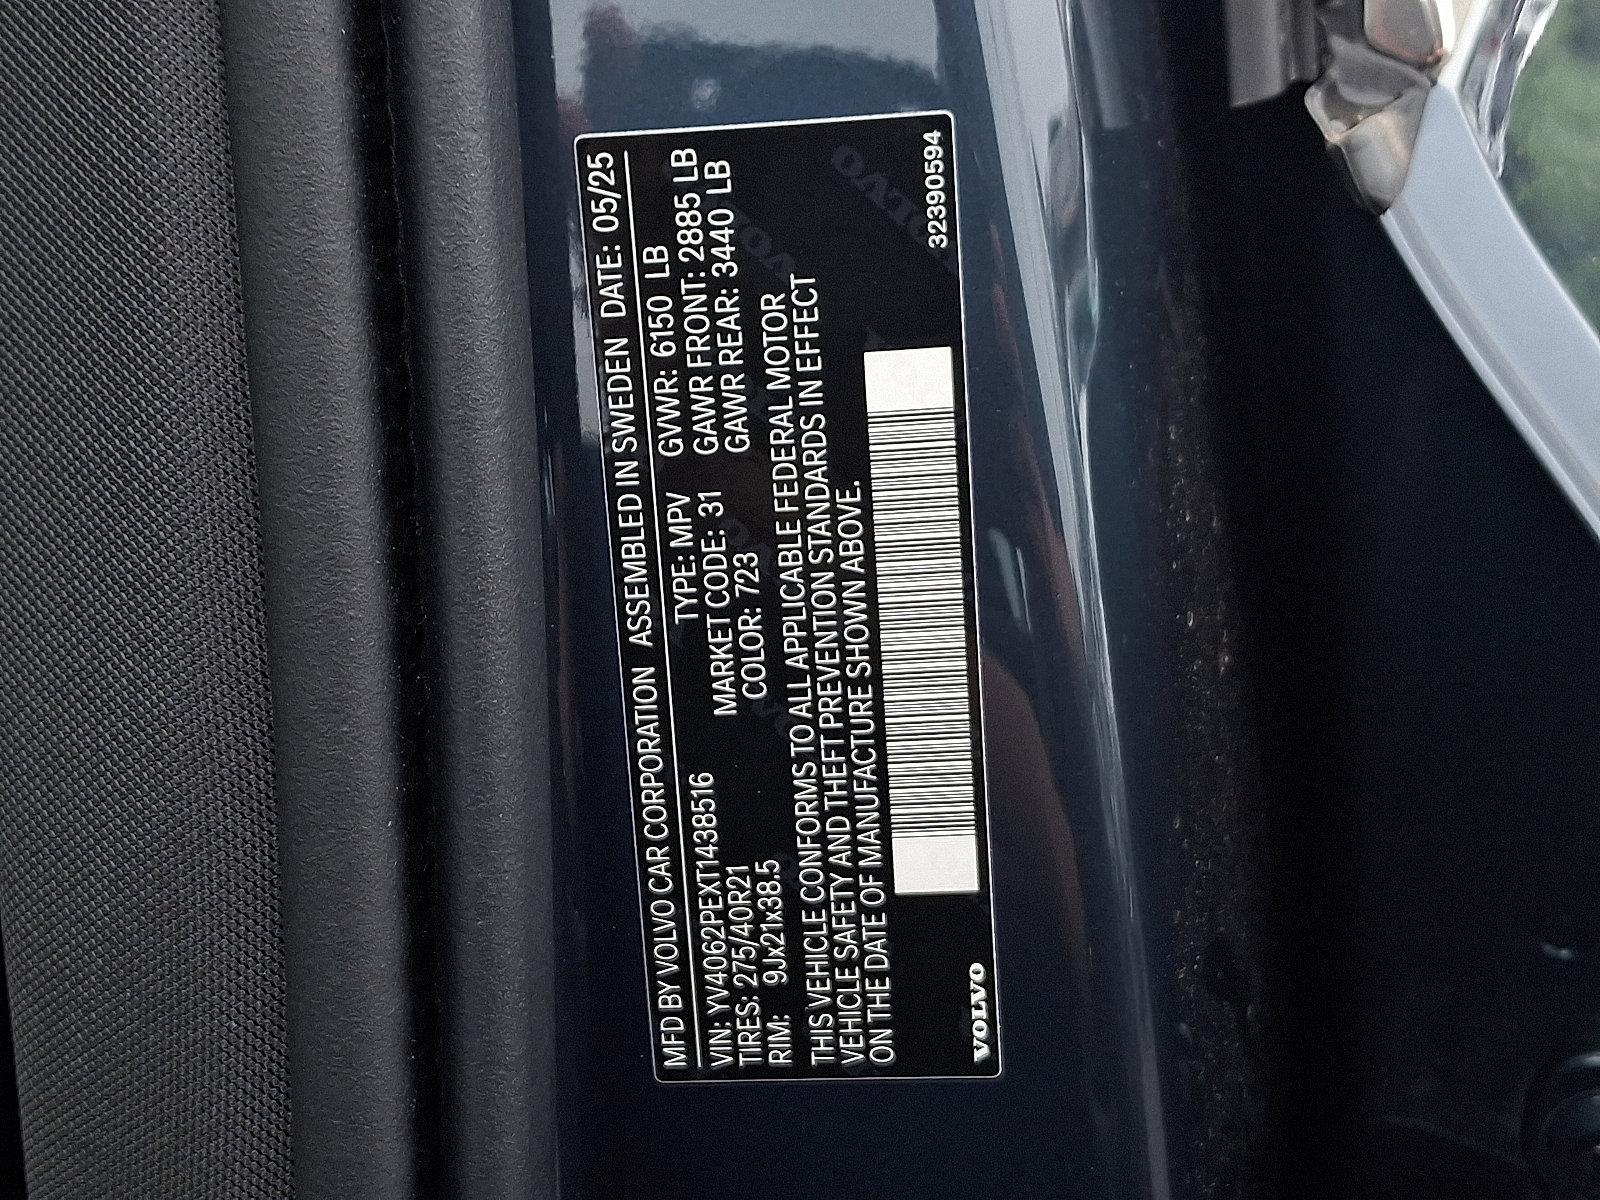 MFD BY VOLVO CAR CORPORATION ASSEMBLED IN SWEDEN DATE: 05/25
VIN: YV4062PEXT1438516 TYPE: MPV GVWR: 6150 LB
TIRES: 275/40R21 MARKET CODE: 31 GAWR FRONT: 2885 LB
RIM: 9Jx21x38.5 COLOR: 723 GAWR REAR: 3440 LB
THIS VEHICLE CONFORMS TO ALL APPLICABLE FEDERAL MOTOR
VEHICLE SAFETY AND THEFT PREVENTION STANDARDS IN EFFECT
ON THE DATE OF MANUFACTURE SHOWN ABOVE.
VOLVO 32390594